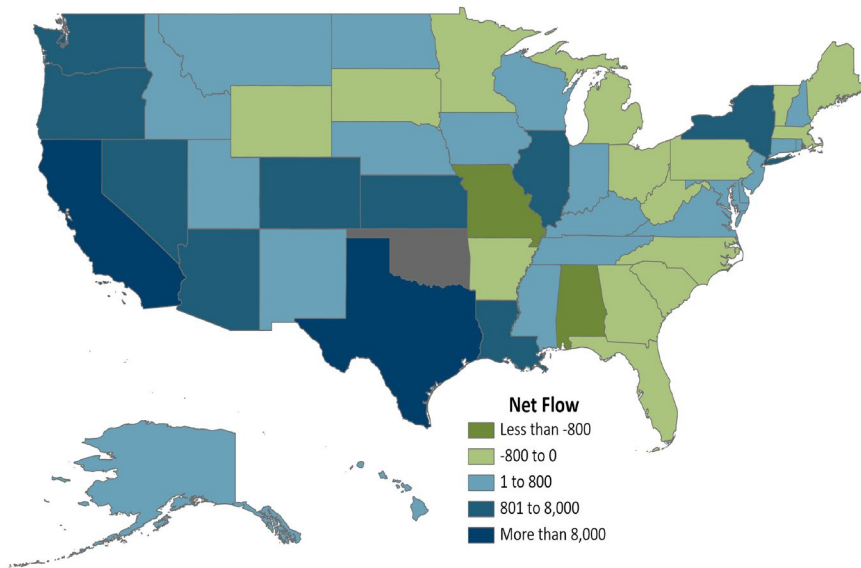 Net Flow
Less than -800
-800 to 0
1 to 800
801 to 8,000
More than 8,000